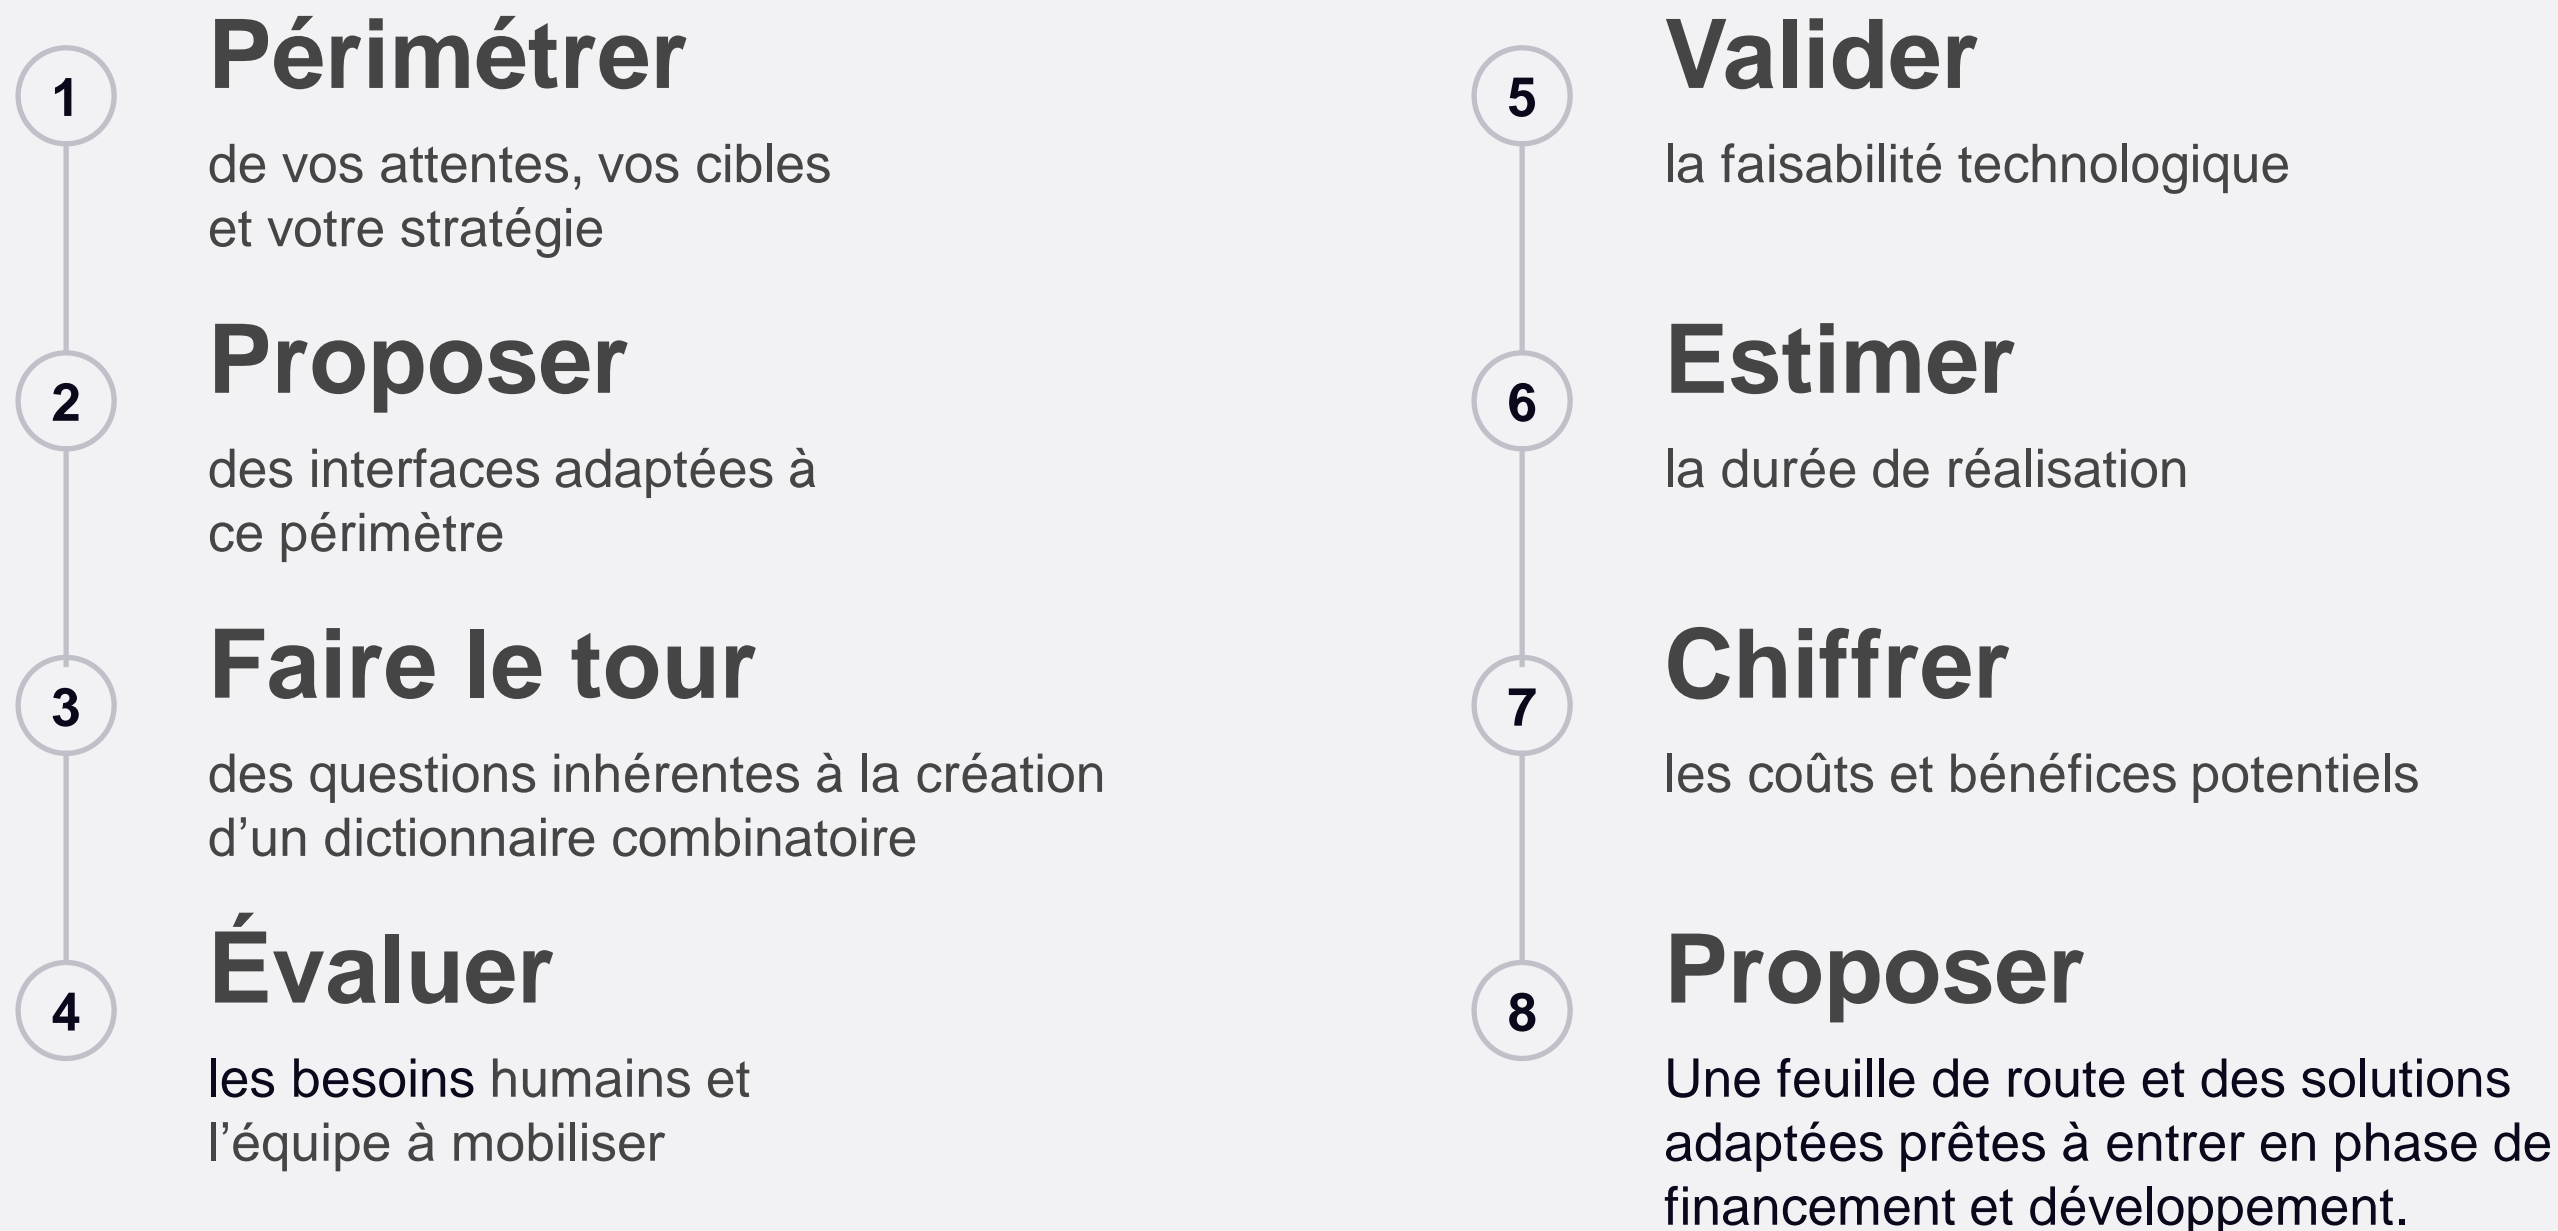 1
Périmétrer
de vos attentes, vos cibles
et votre stratégie
2
Proposer
des interfaces adaptées à
ce périmètre
3
Faire le tour
des questions inhérentes à la création
d’un dictionnaire combinatoire
4
Évaluer
les besoins humains et
l’équipe à mobiliser
5
Valider
la faisabilité technologique
6
Estimer
la durée de réalisation
7
Chiffrer
les coûts et bénéfices potentiels
8
Proposer
Une feuille de route et des solutions
adaptées prêtes à entrer en phase de
financement et développement.